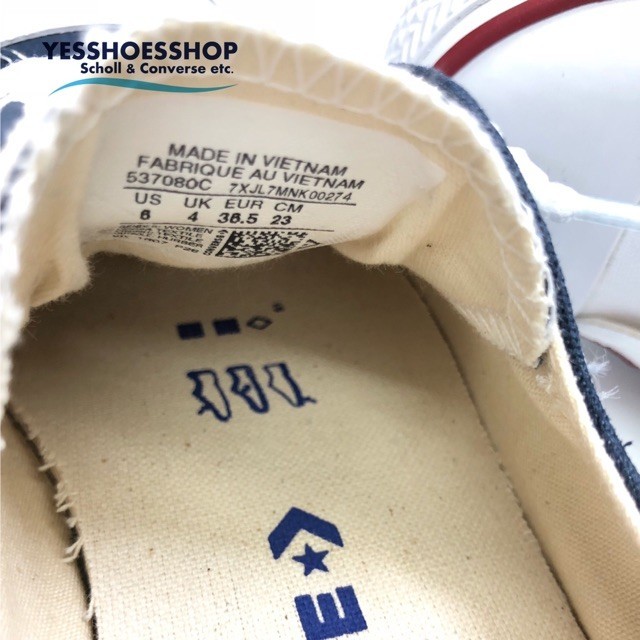 YESSHOESSHOP
Scholl & Converse etc.
MADE IN VIETNAM
FABRIQUE AU VIETNAM
537080C 7XJL7MNK00274
US UK EUR CM
6 4 36.5 23
WOMEN
E